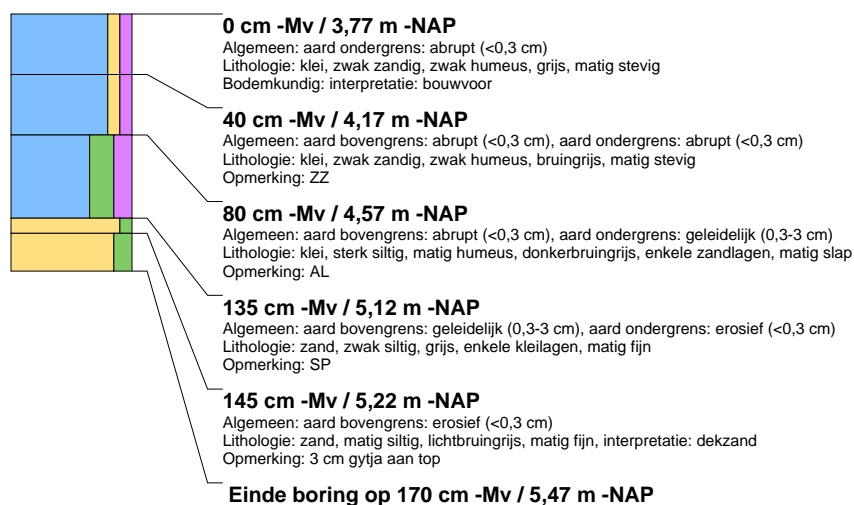 0 cm -Mv / 3,77 m -NAP
Algemeen: aard ondergrens: abrupt (<0,3 cm)
Lithologie: klei, zwak zandig, zwak humeus, grijs, matig stevig
Bodemkundig: interpretatie: bouwvoor
40 cm -Mv / 4,17 m -NAP
Algemeen: aard bovengrens: abrupt (<0,3 cm), aard ondergrens: abrupt (<0,3 cm)
Lithologie: klei, zwak zandig, zwak humeus, bruingrijs, matig stevig
Opmerking: ZZ
80 cm -Mv / 4,57 m -NAP
Algemeen: aard bovengrens: abrupt (<0,3 cm), aard ondergrens: geleidelijk (0,3-3 cm)
Lithologie: klei, sterk siltig, matig humeus, donkerbruingrijs, enkele zandlagen, matig slap
Opmerking: AL
135 cm -Mv / 5,12 m -NAP
Algemeen: aard bovengrens: geleidelijk (0,3-3 cm), aard ondergrens: erosief (<0,3 cm)
Lithologie: zand, zwak siltig, grijs, enkele kleilagen, matig fijn
Opmerking: SP
145 cm -Mv / 5,22 m -NAP
Algemeen: aard bovengrens: erosief (<0,3 cm)
Lithologie: zand, matig siltig, lichtbruingrijs, matig fijn, interpretatie: dekzand
Opmerking: 3 cm gytja aan top
Einde boring op 170 cm -Mv / 5,47 m -NAP